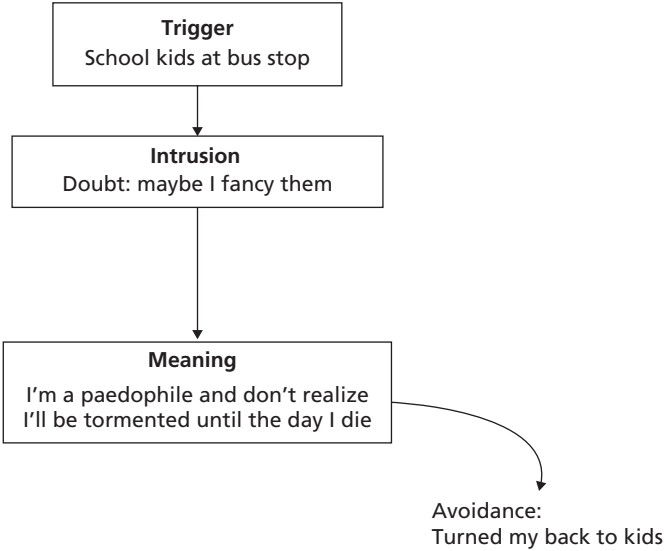 Trigger
School kids at bus stop
Intrusion
Doubt: maybe I fancy them
Meaning
I'm a paedophile and don't realize
I'll be tormented until the day I die
Avoidance:
Turned my back to kids